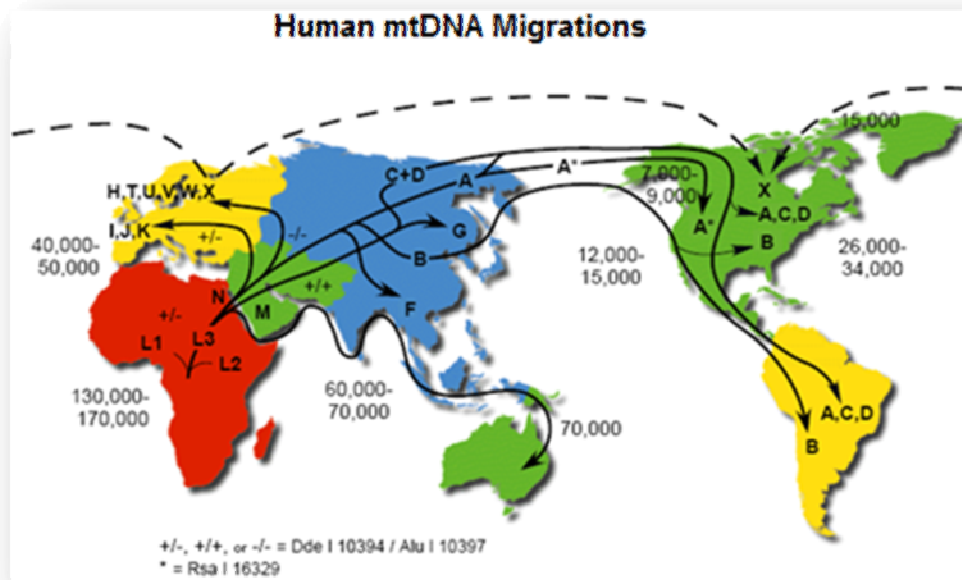 Human mtDNA Migrations
15,000
H,T,U,V,W,X
C+D
A
A*
7,000-
9,000
X
A,C,D
I,J,K
+/-
-/-
G
A*
B
40,000-
50,000
B
12,000-
15,000
26,000-
34,000
N
+/+
M
F
+/-
L1
L3
L2
130,000-
170,000
60,000-
70,000
70,000
A,C,D
B
+/-, +/+, or -/- = Dde I 10394 / Alu I 10397
* = Rsa I 16329